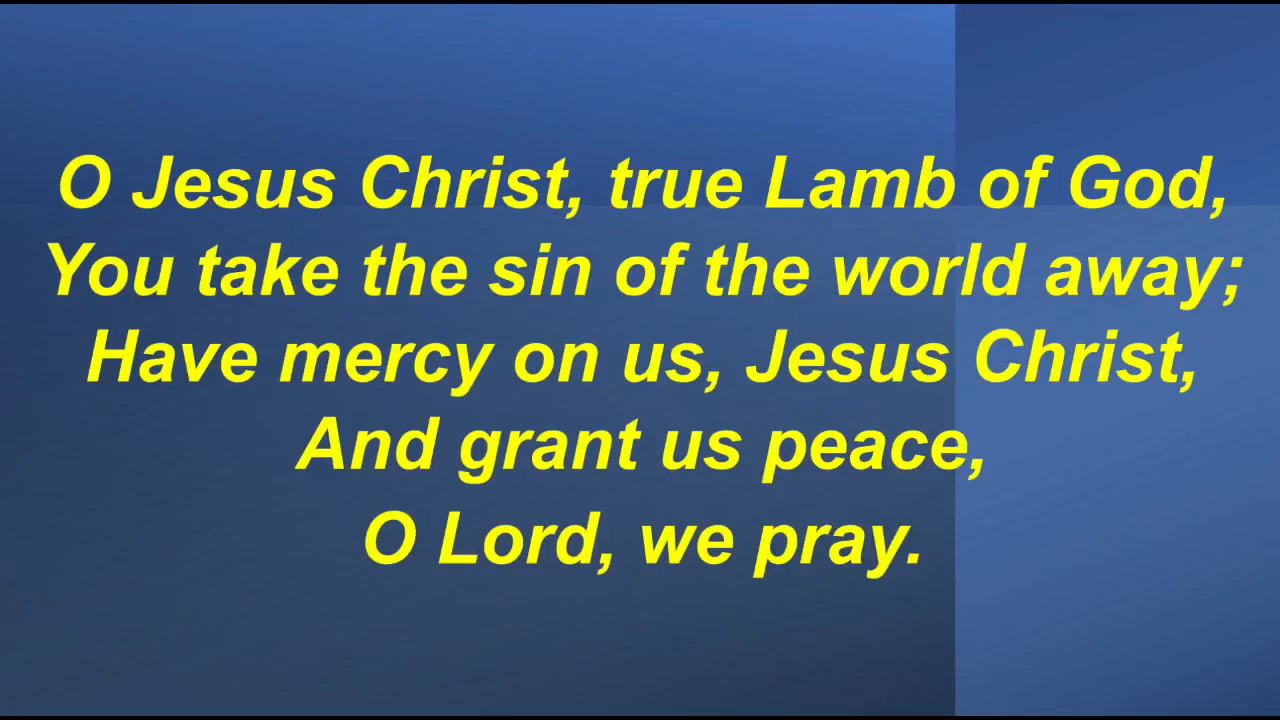 O Jesus Christ, true Lamb of God,
You take the sin of the world away;
Have mercy on us, Jesus Christ,
And grant us peace,
O Lord, we pray.